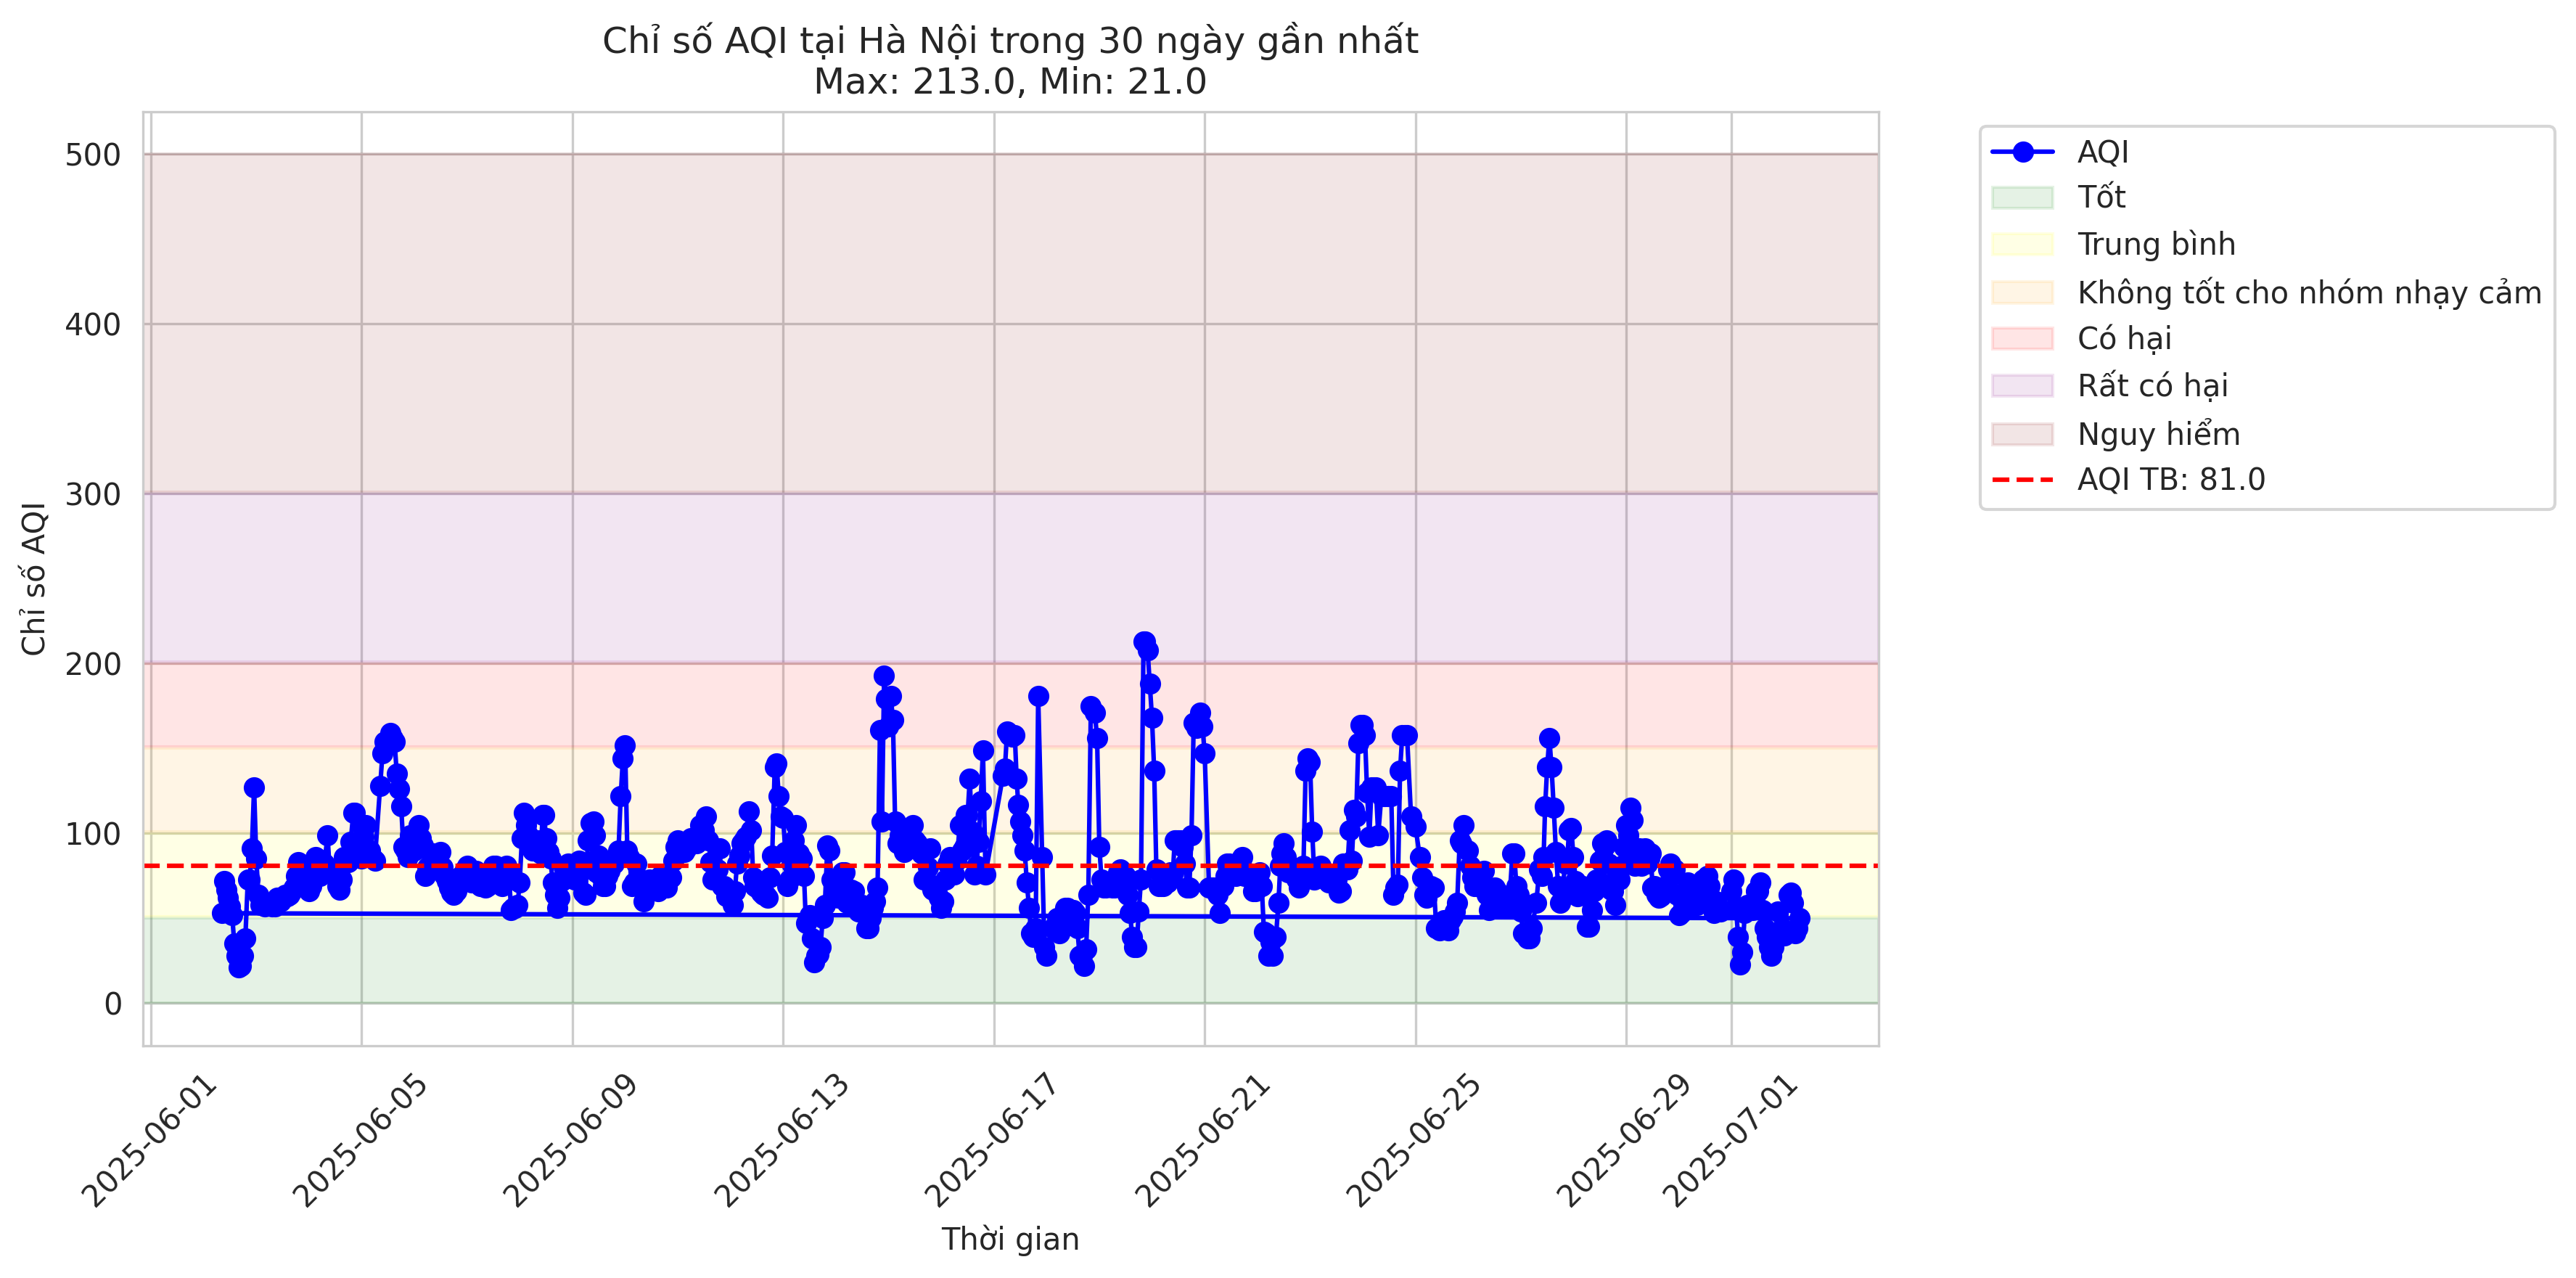 Chỉ số AQI tại Hà Nội trong 30 ngày gần nhất
Max: 213.0, Min: 21.0
Chỉ số AQI
500
400
300
200
100
0
2025-06-01
2025-06-05
2025-06-09
2025-06-13
2025-06-17
2025-06-21
2025-06-25
2025-06-29
2025-07-01
Thời gian
AQI
Tốt
Trung bình
Không tốt cho nhóm nhạy cảm
Có hại
Rất có hại
Nguy hiểm
AQI TB: 81.0